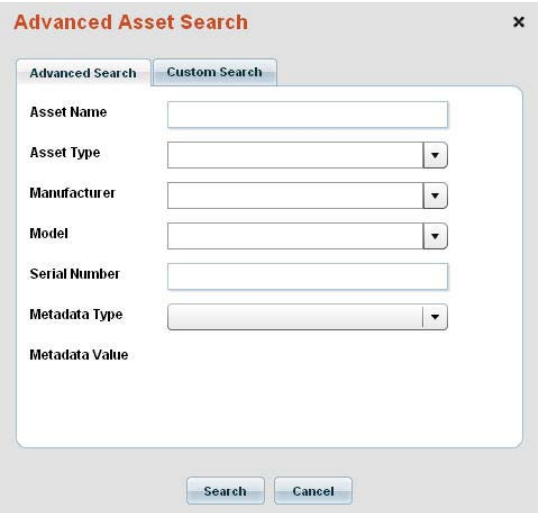 Advanced Asset Search
Advanced Search Custom Search
Asset Name
Asset Type
Manufacturer
Model
Serial Number
Metadata Type
Metadata Value
Search Cancel